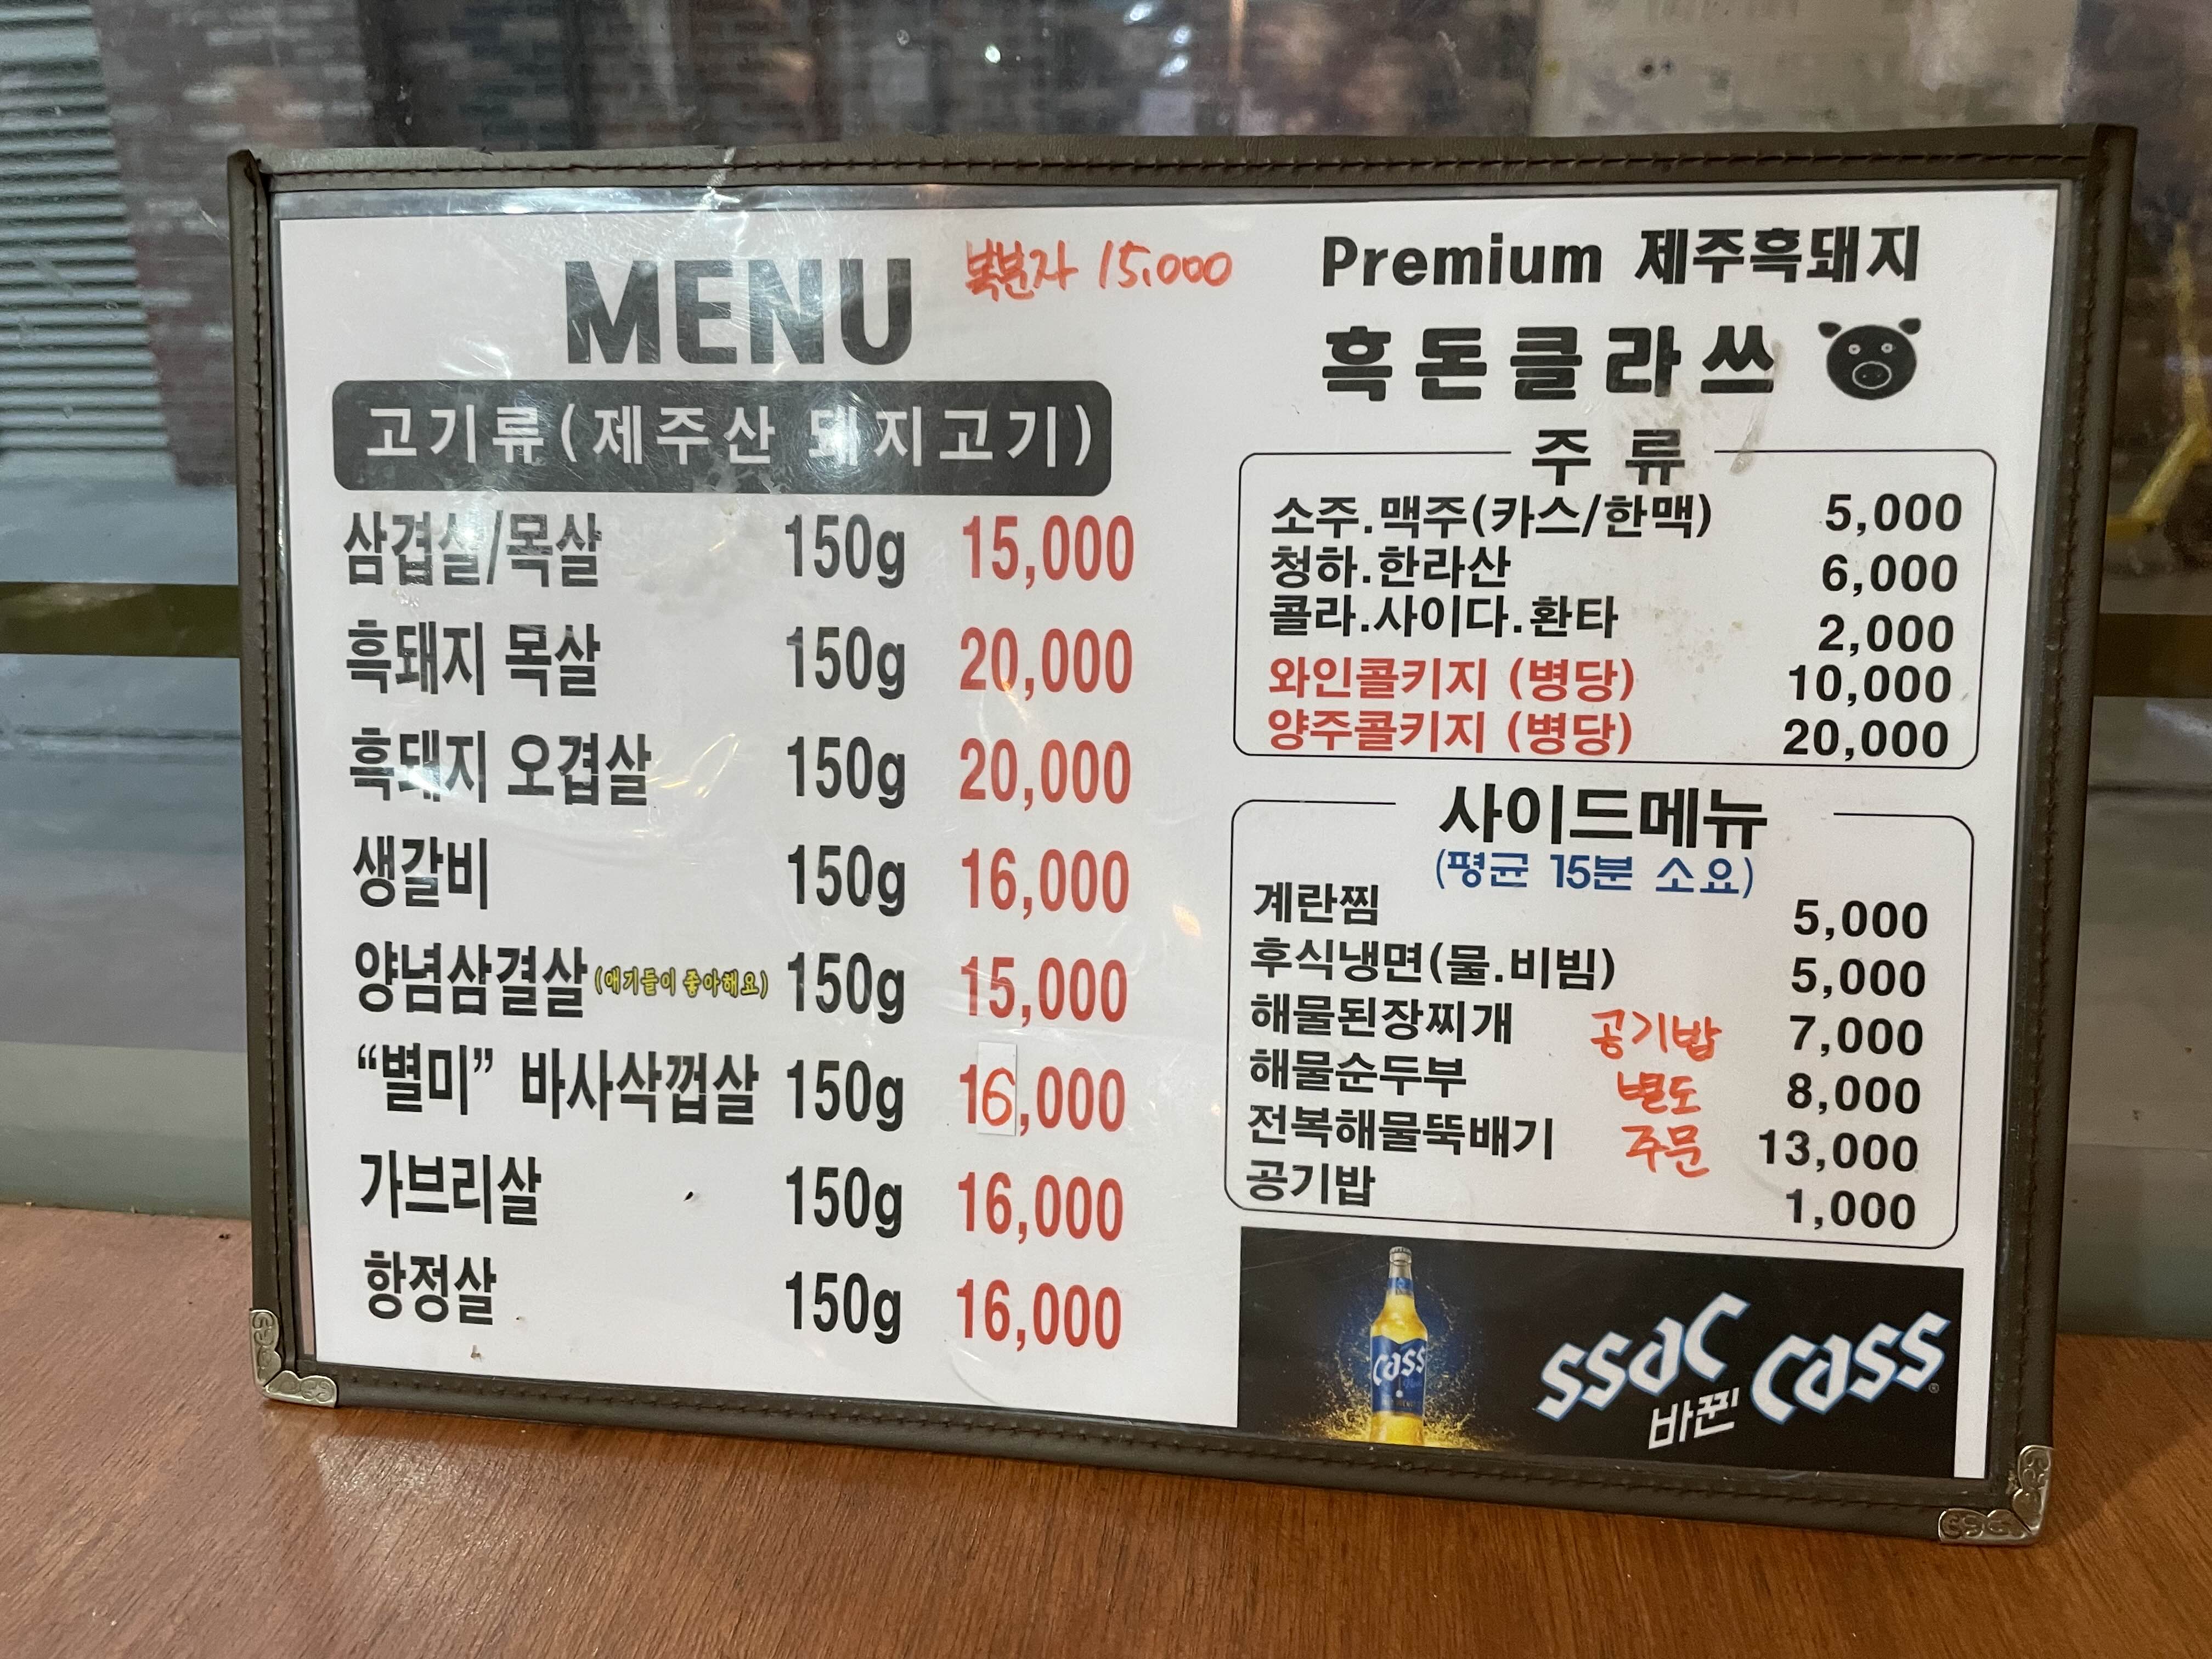 MENU
복분자 15,000
고기류(제주산 돼지고기)
삼겹살/목살 150g 15,000
흑돼지 목살 150g 20,000
흑돼지 오겹살 150g 20,000
생갈비 150g 16,000
양념삼결살(애기들이 좋아해요) 150g 15,000
“별미” 바사삭껍살 150g 16,000
가브리살 150g 16,000
항정살 150g 16,000
Premium 제주흑돼지
흑돈클라쓰
주류
소주.맥주(카스/한맥) 5,000
청하.한라산 6,000
콜라.사이다.환타 2,000
와인콜키지 (병당) 10,000
양주콜키지 (병당) 20,000
사이드메뉴
(평균 15분 소요)
계란찜 5,000
후식냉면(물.비빔) 5,000
해물된장찌개 7,000
해물순두부 8,000
전복해물뚝배기 13,000
공기밥 1,000
공기밥
별도
주문
cass
ssac
바뀐
cass